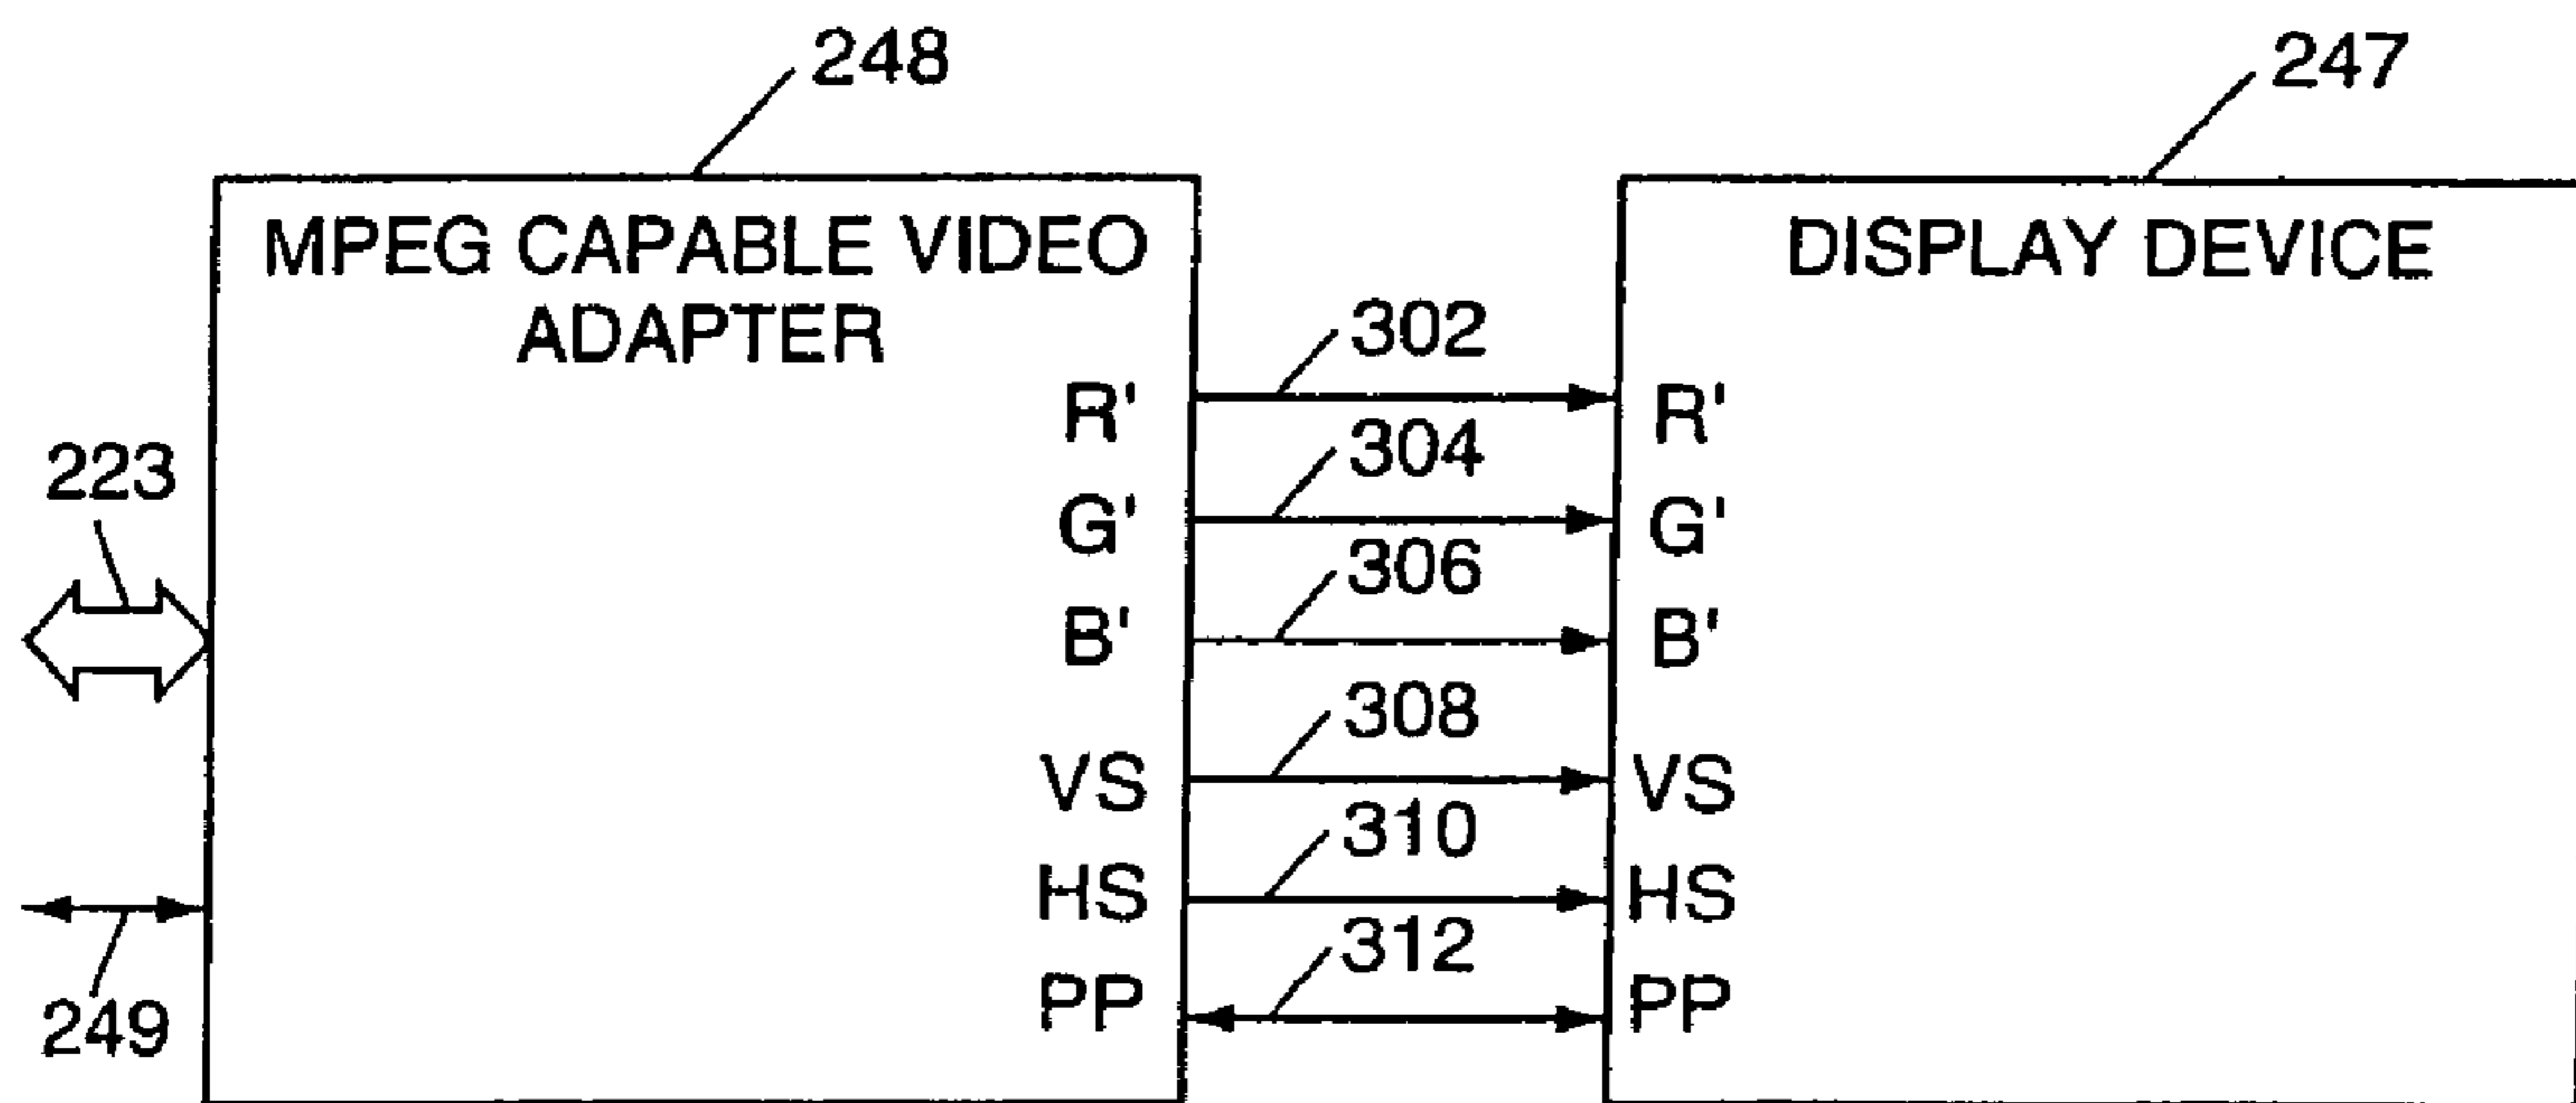 248
247
MPEG CAPABLE VIDEO
ADAPTER
DISPLAY DEVICE
302
R'
R'
304
223
G'
G'
306
B'
B'
308
VS
VS
310
HS
HS
312
249
PP
PP